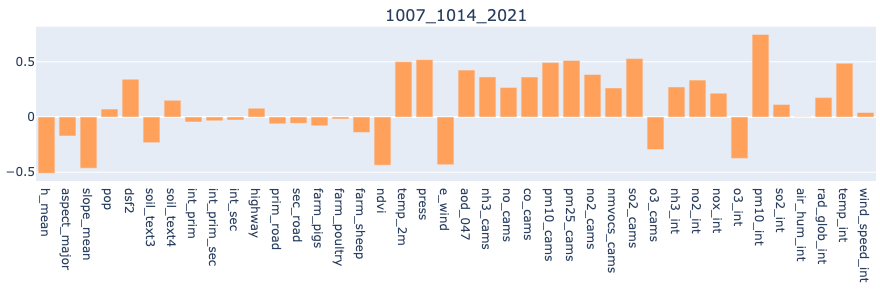 1007_1014_2021
0.5
0
−0.5
h_mean
aspect_major
slope_mean
pop
dsf2
soil_text3
soil_text4
int_prim
int_prim_sec
int_sec
highway
prim_road
sec_road
farm_pigs
farm_poultry
farm_sheep
ndvi
temp_2m
press
e_wind
aod_047
nh3_cams
no_cams
co_cams
pm10_cams
pm25_cams
no2_cams
nmvocs_cams
so2_cams
o3_cams
nh3_int
no2_int
nox_int
o3_int
pm10_int
so2_int
air_hum_int
rad_glob_int
temp_int
wind_speed_int